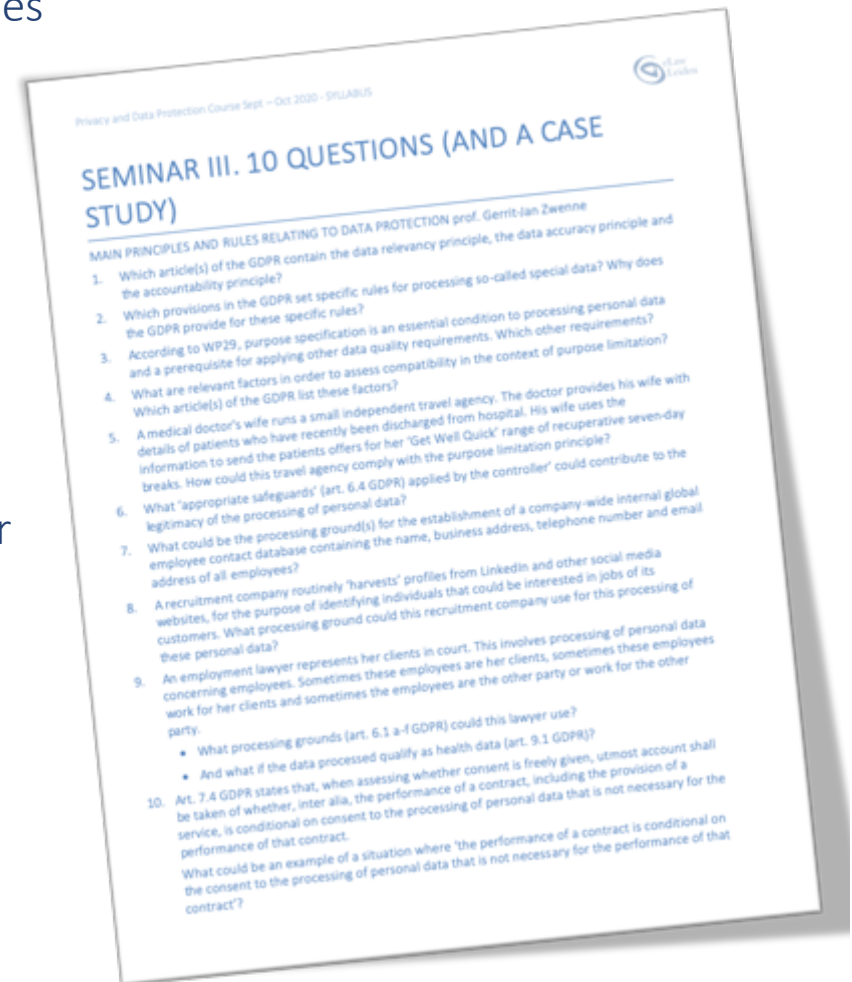 es
r
eLaw
Leiden
Privacy and Data Protection Course Sept – Oct 2020 - SYLLABUS
SEMINAR III. 10 QUESTIONS (AND A CASE
STUDY)
MAIN PRINCIPLES AND RULES RELATING TO DATA PROTECTION prof. Gerrit-Jan Zwenne
1. Which article(s) of the GDPR contain the data relevancy principle, the data accuracy principle and
the accountability principle?
2. Which provisions in the GDPR set specific rules for processing so-called special data? Why does
the GDPR provide for these specific rules?
3. According to WP29, purpose specification is an essential condition to processing personal data
and a prerequisite for applying other data quality requirements. Which other requirements?
4. What are relevant factors in order to assess compatibility in the context of purpose limitation?
Which article(s) of the GDPR list these factors?
5. A medical doctor's wife runs a small independent travel agency. The doctor provides his wife with
details of patients who have recently been discharged from hospital. His wife uses the
information to send the patients offers for her 'Get Well Quick' range of recuperative seven-day
breaks. How could this travel agency comply with the purpose limitation principle?
6. What 'appropriate safeguards' (art. 6.4 GDPR) applied by the controller' could contribute to the
legitimacy of the processing of personal data?
7. What could be the processing ground(s) for the establishment of a company-wide internal global
employee contact database containing the name, business address, telephone number and email
address of all employees?
8. A recruitment company routinely 'harvests' profiles from LinkedIn and other social media
websites, for the purpose of identifying individuals that could be interested in jobs of its
customers. What processing ground could this recruitment company use for this processing of
these personal data?
9. An employment lawyer represents her clients in court. This involves processing of personal data
concerning employees. Sometimes these employees are her clients, sometimes these employees
work for her clients and sometimes the employees are the other party or work for the other
party.
• What processing grounds (art. 6.1 a-f GDPR) could this lawyer use?
• And what if the data processed qualify as health data (art. 9.1 GDPR)?
10. Art. 7.4 GDPR states that, when assessing whether consent is freely given, utmost account shall
be taken of whether, inter alia, the performance of a contract, including the provision of a
service, is conditional on consent to the processing of personal data that is not necessary for the
performance of that contract.
What could be an example of a situation where 'the performance of a contract is conditional on
the consent to the processing of personal data that is not necessary for the performance of that
contract'?